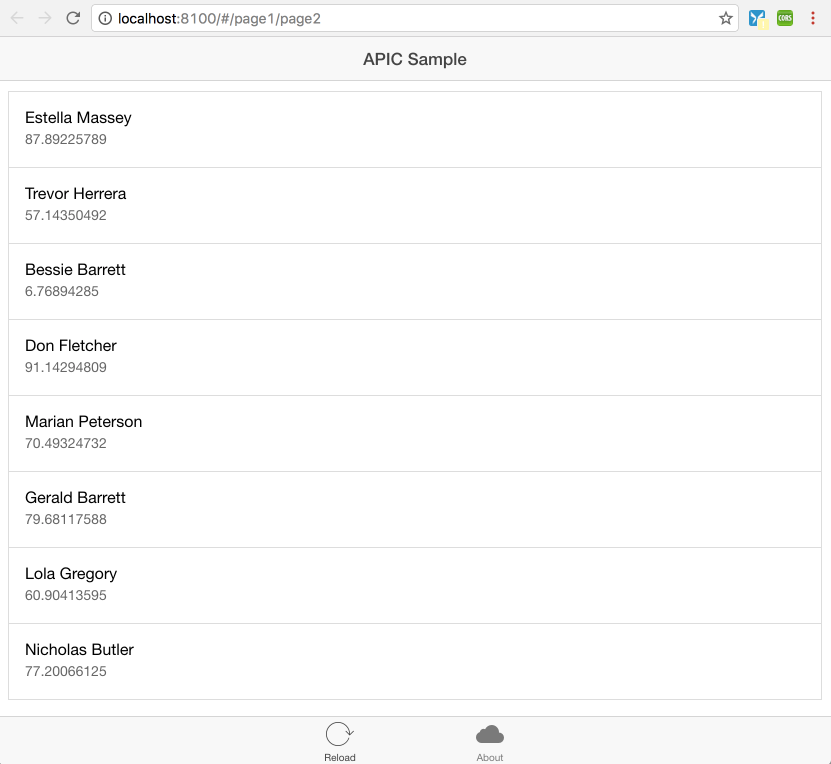 localhost:8100/#/page1/page2
CORS
APIC Sample
Estella Massey
87.89225789
Trevor Herrera
57.14350492
Bessie Barrett
6.76894285
Don Fletcher
91.14294809
Marian Peterson
70.49324732
Gerald Barrett
79.68117588
Lola Gregory
60.90413595
Nicholas Butler
77.20066125
Reload
About